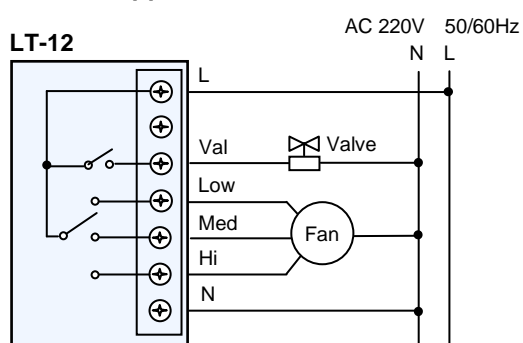 AC 220V 50/60Hz
LT-12
N L
L
Val
Valve
Low
Med
Fan
Hi
N